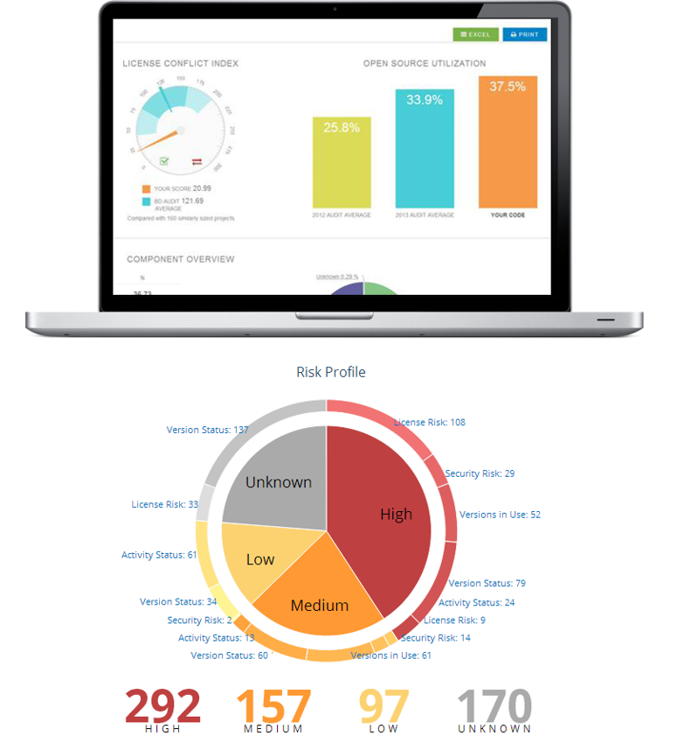 EXCEL
PRINT
LICENSE CONFLICT INDEX
OPEN SOURCE UTILIZATION
25.8%
33.9%
37.5%
YOUR SCORE 20.99
BD AUDIT 121.69
AVERAGE
Compared with 160 similarly sized projects
2012 AUDIT AVERAGE
2013 AUDIT AVERAGE
YOUR CODE
COMPONENT OVERVIEW
%
36.73
Unknown 0.29 %
Risk Profile
Version Status: 137
License Risk: 108
Security Risk: 29
Unknown
License Risk: 33
High
Versions in Use: 52
Activity Status: 61
Low
Version Status: 79
Version Status: 34
Medium
Activity Status: 24
Security Risk: 2
License Risk: 9
Activity Status: 13
Security Risk: 14
Version Status: 60
Versions in Use: 61
292
157
97
170
HIGH
MEDIUM
LOW
UNKNOWN